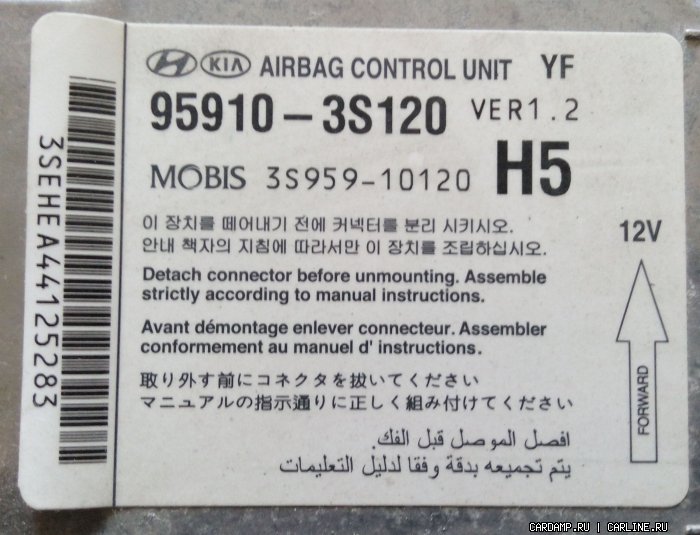 HYUNDAI KIA AIRBAG CONTROL UNIT YF
95910-3S120 VER1.2
MOBIS 3S959-10120 H5
이 장치를 떼어내기 전에 커넥터를 분리 시키시오.
안내 책자의 지침에 따라서만 이 장치를 조립하십시오.
12V
Detach connector before unmounting. Assemble
strictly according to manual instructions.
Avant démontage enlever connecteur. Assembler
conformement au manuel d' instructions.
取り外す前にコネクタを抜いてください
マニュアルの指示通りに正しく組み付けてください
افصل الموصل قبل الفك.
يتم تجميعه بدقة وفقا لدليل التعليمات
FORWARD
3SEHEA44125283
CARDAMP.RU | CARLINE.RU